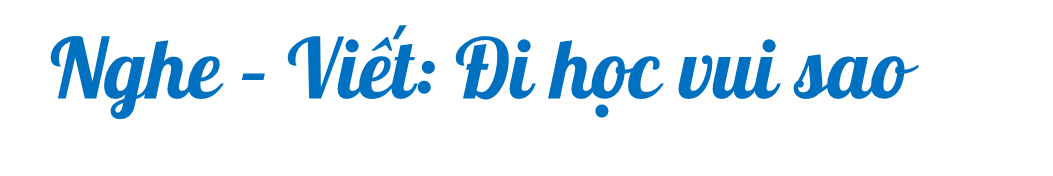 Nghe – Viết: Đi học vui sao